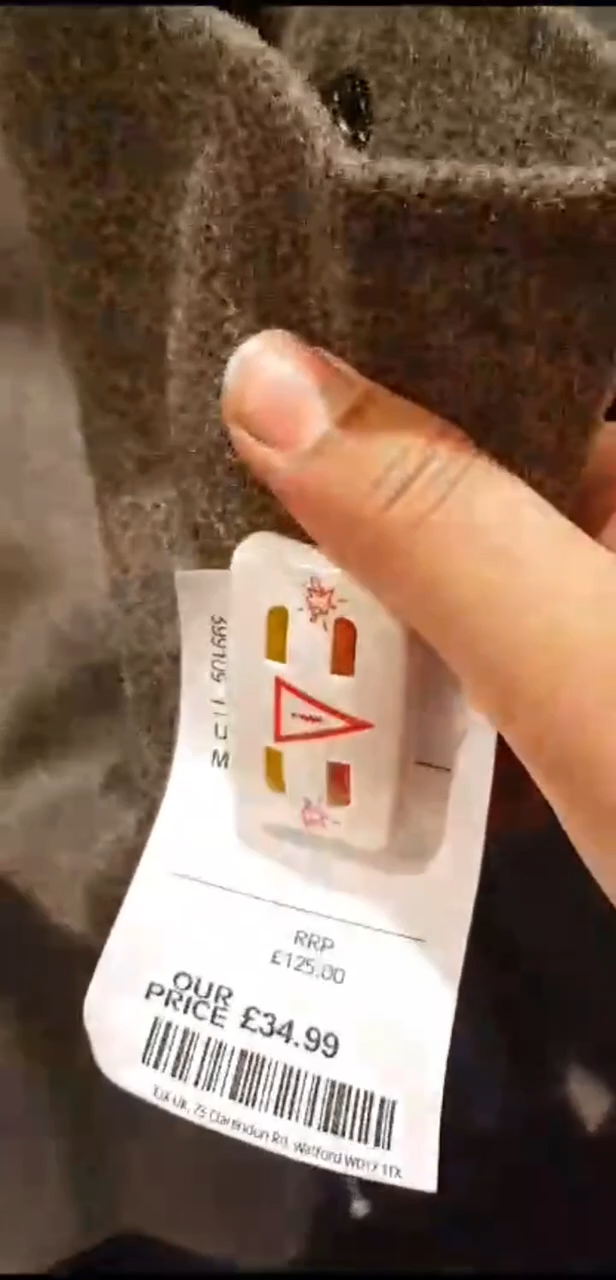 M
RRP
£125.00
OUR
PRICE £34.99
TJX UK, 73 Clarendon Rd, Watford WD17 1TX